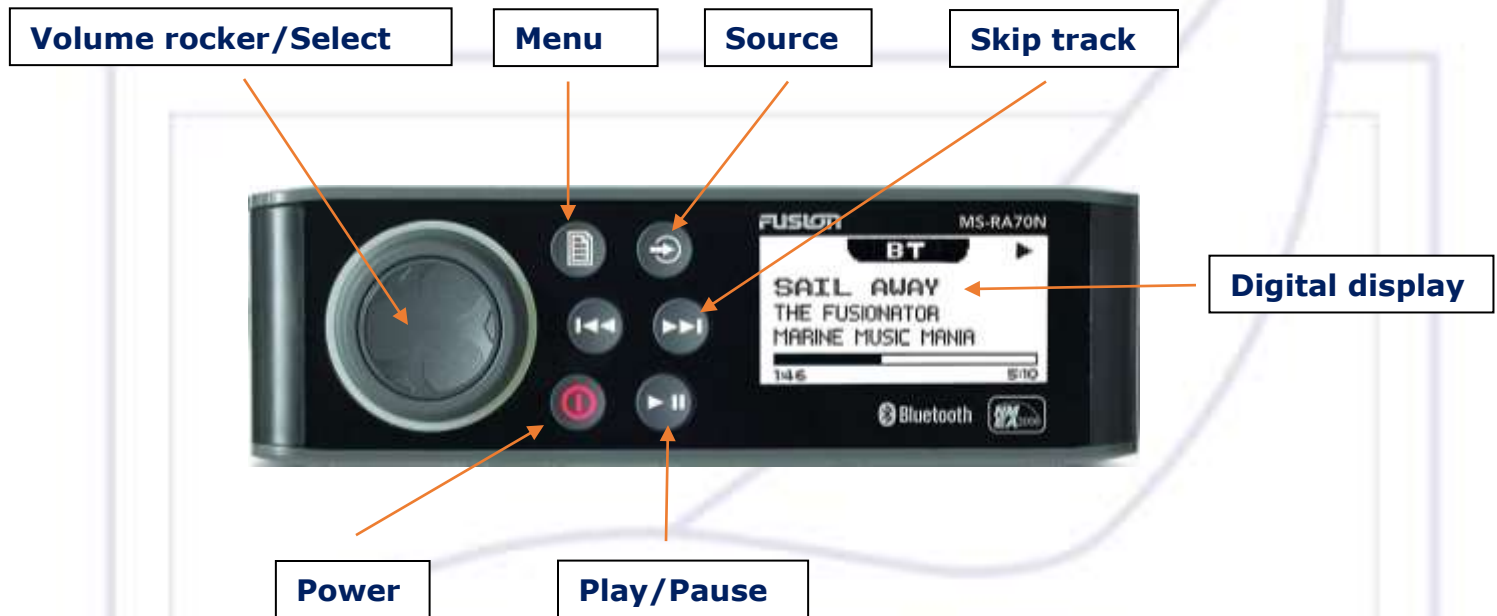 Volume rocker/Select
Menu
Source
Skip track
FUSION
MS-RA70N
BT
SAIL AWAY
THE FUSIONATOR
MARINE MUSIC MANIA
1:46
5:10
Digital display
Bluetooth
Power
Play/Pause